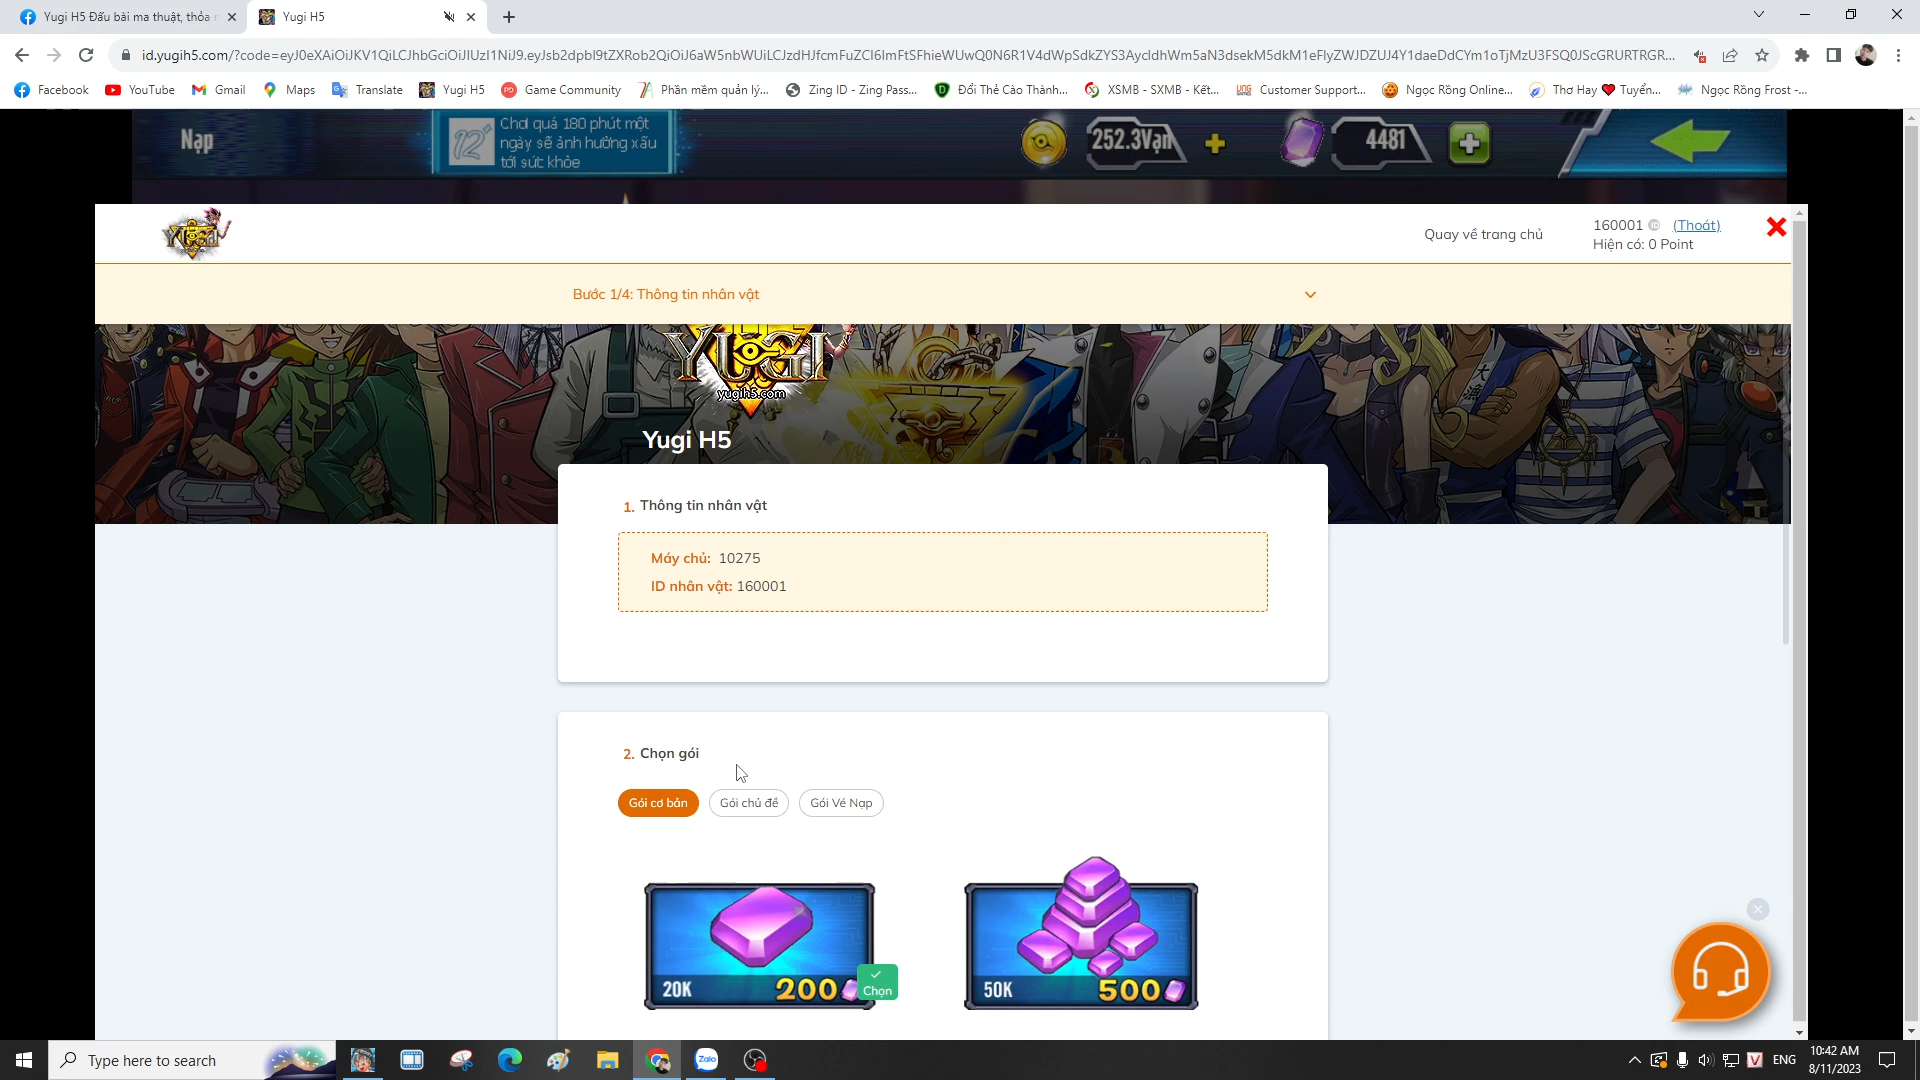 Yugi H5 Đấu bài ma thuật, thỏa
Yugi H5
id.yugih5.com/?code=
Facebook
YouTube
Gmail
Maps
Translate
Yugi H5
Game Community
Phần mềm quản lý...
Zing ID - Zing Pass...
Đổi Thẻ Cào Thành...
XSMB - SXMB - Kết...
Customer Support...
Ngọc Rồng Online...
Thơ Hay ❤ Tuyển...
Ngọc Rồng Frost -...
Nạp
12+
Chơi quá 180 phút một
ngày sẽ ảnh hưởng xấu
tới sức khỏe
252.3Vạn
4481
YUGI
Quay về trang chủ
160001 (Thoát)
Hiện có: 0 Point
Bước 1/4: Thông tin nhân vật
YUGI
yugih5.com
Yugi H5
1. Thông tin nhân vật
Máy chủ: 10275
ID nhân vật: 160001
2. Chọn gói
Gói cơ bản
Gói chủ đề
Gói Vé Nạp
20K
200
Chọn
50K
500
Type here to search
Zalo
V
ENG
10:42 AM
8/11/2023